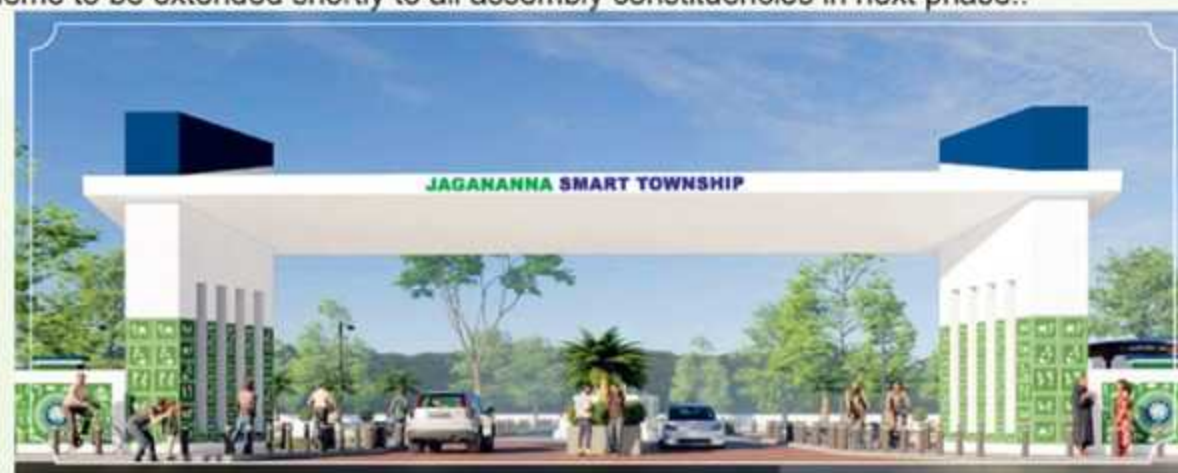 to be extended shortly to all assembly constituencies in next phase..
JAGANANNA SMART TOWNSHIP